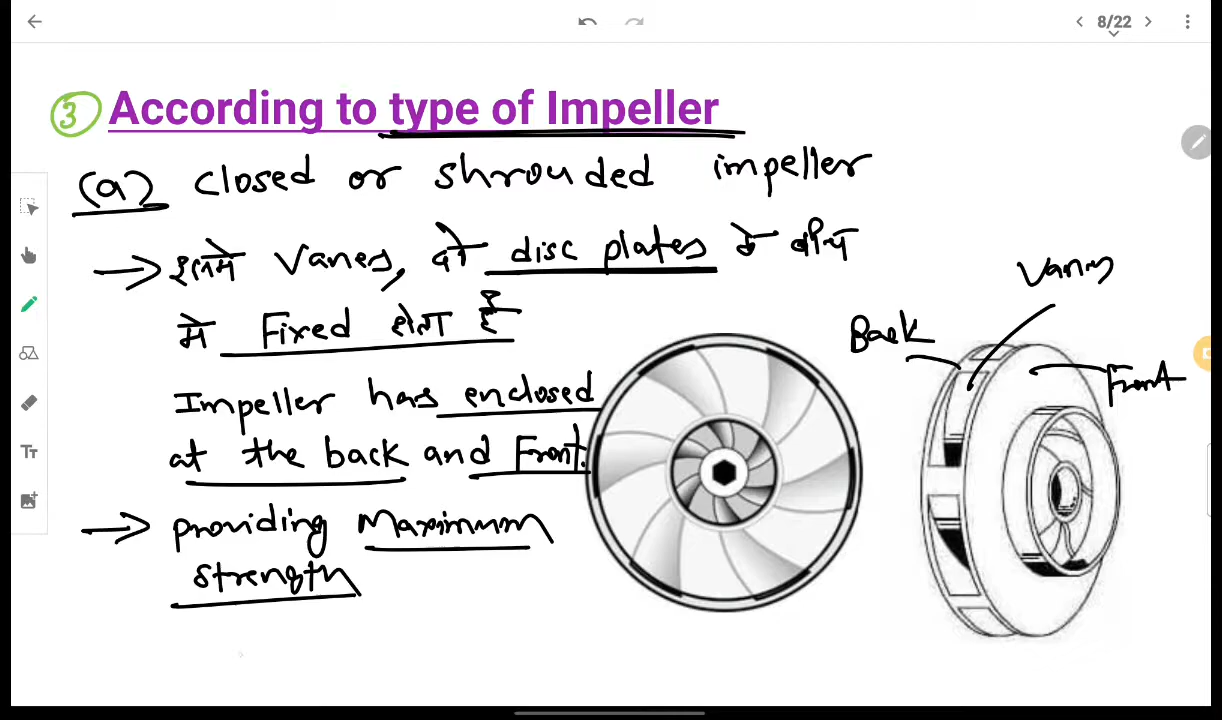 8/22
③ According to type of Impeller
(a) closed or shrouded impeller
→ इसमे Vanes, दो disc plates के बीच
मे Fixed होता है
Impeller has enclosed
at the back and Front.
→ providing Maximum
strength
Vanes
Back
Front
Tт